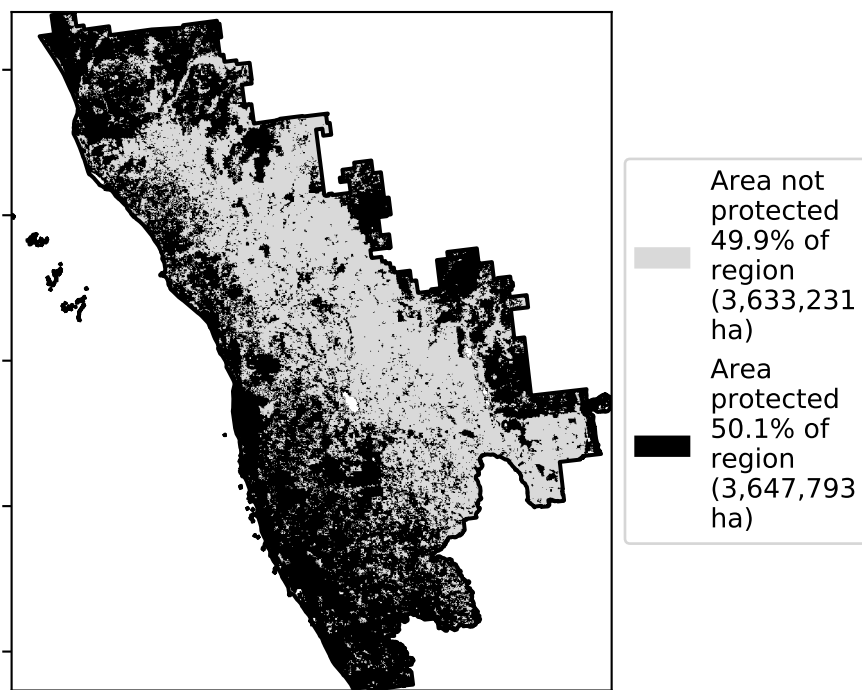 Area not
protected
49.9% of
region
(3,633,231
ha)
Area
protected
50.1% of
region
(3,647,793
ha)